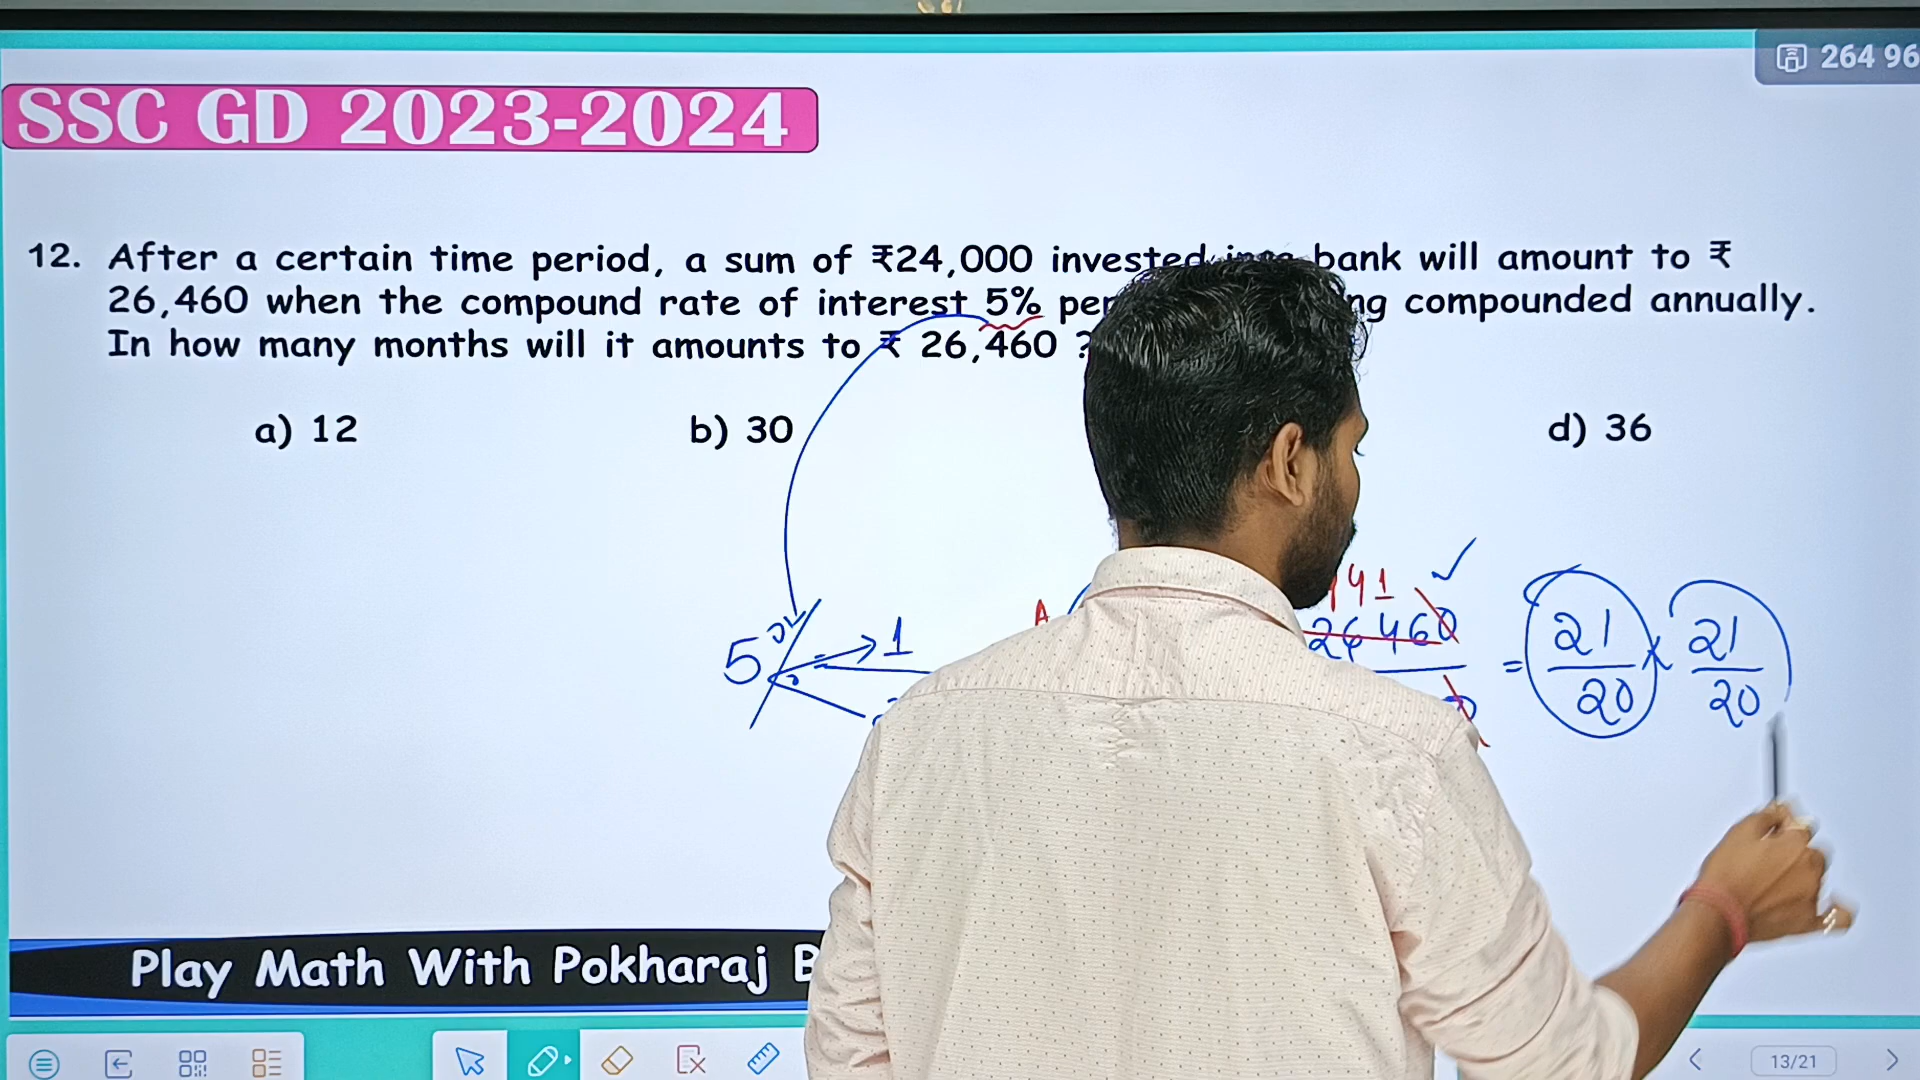 264 96
SSC GD 2023-2024
12. After a certain time period, a sum of ₹24,000 invested in a bank will amount to ₹
26,460 when the compound rate of interest 5% per ng compounded annually.
In how many months will it amounts to ₹ 26,460 ?
a) 12 b) 30 d) 36
441
5% 1 A 26460 = 21/20 × 21/20
Play Math With Pokharaj B
13/21